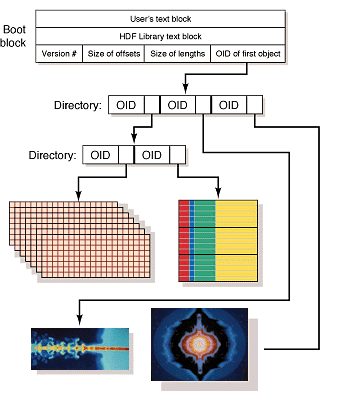 User's text block
Boot block
HDF Library text block
Version # Size of offsets Size of lengths OID of first object
Directory: OID OID OID
Directory: OID OID